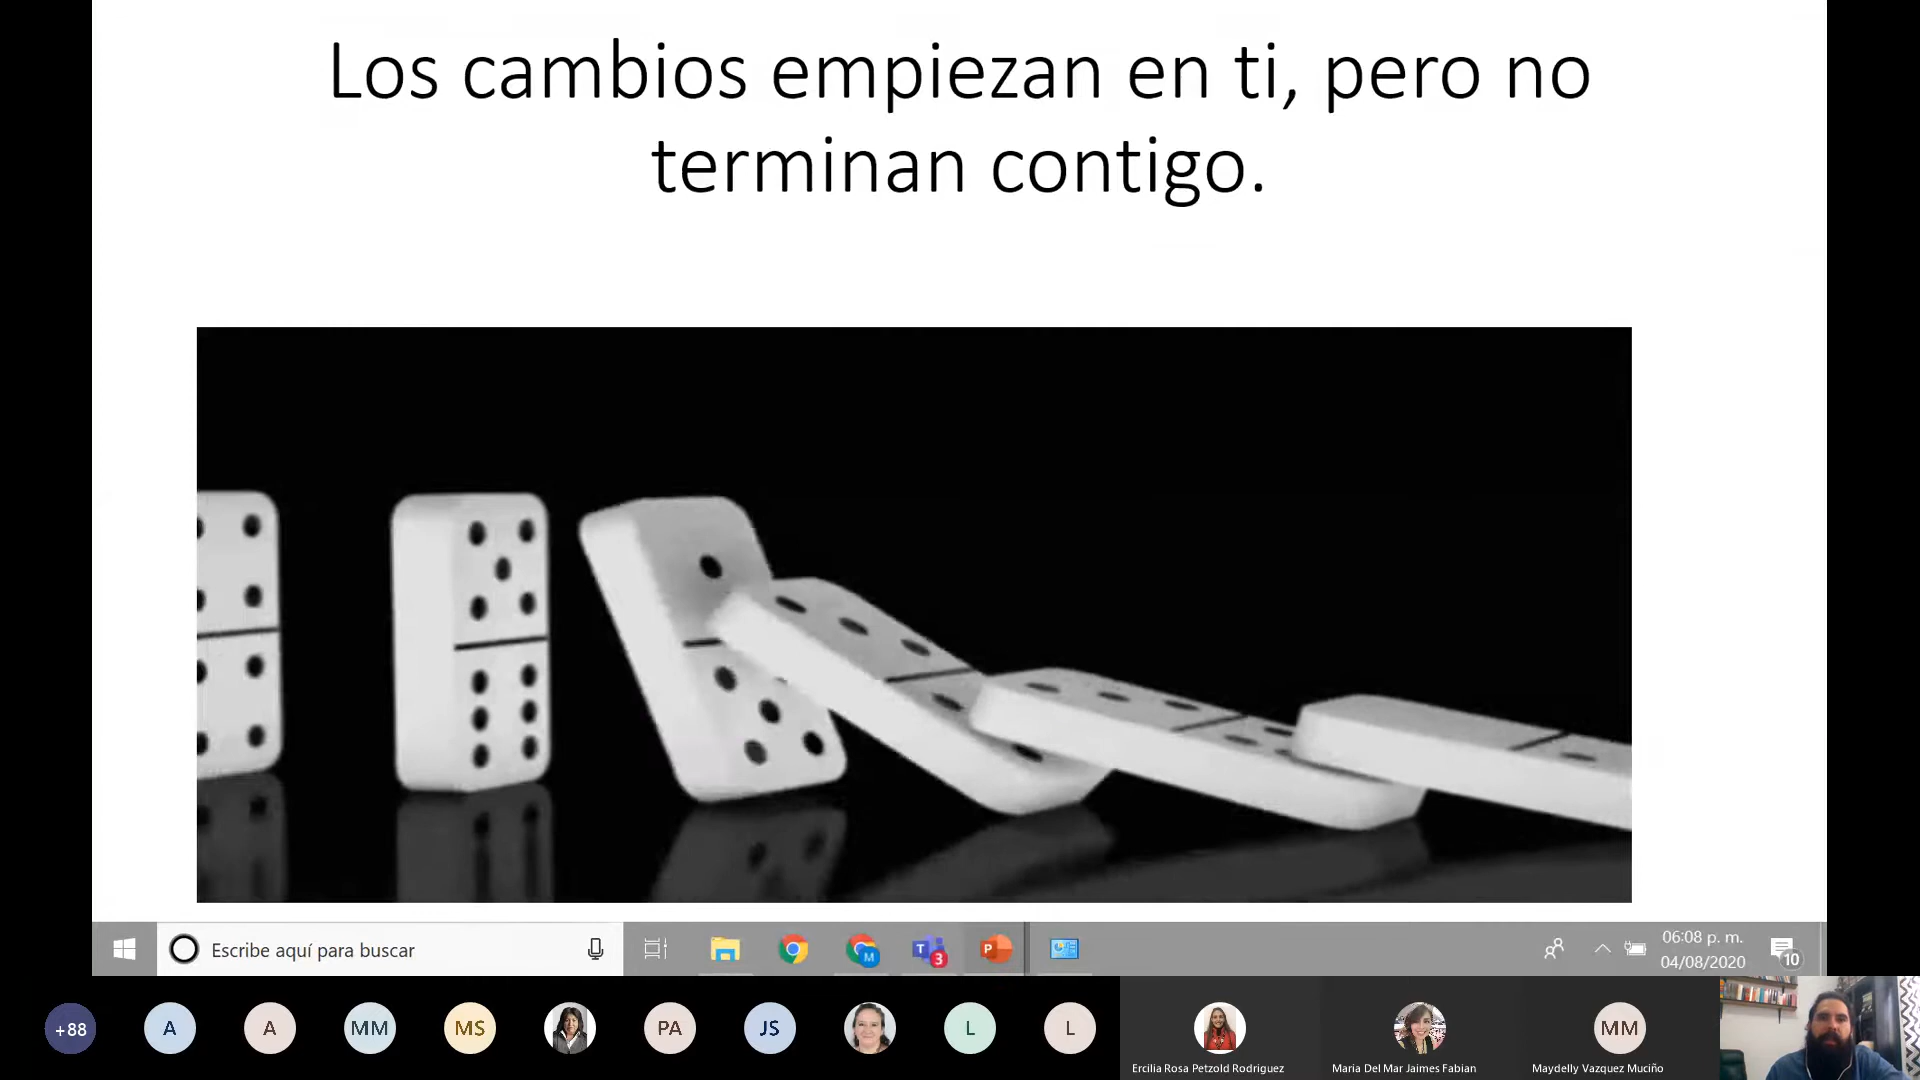 Los cambios empiezan en ti, pero no
terminan contigo.
Escribe aquí para buscar
M
T
3
P
06:08 p. m.
04/08/2020
10
+88
A
A
MM
MS
PA
JS
L
L
MM
Ercilia Rosa Petzold Rodriguez
Maria Del Mar Jaimes Fabian
Maydelly Vazquez Muciño